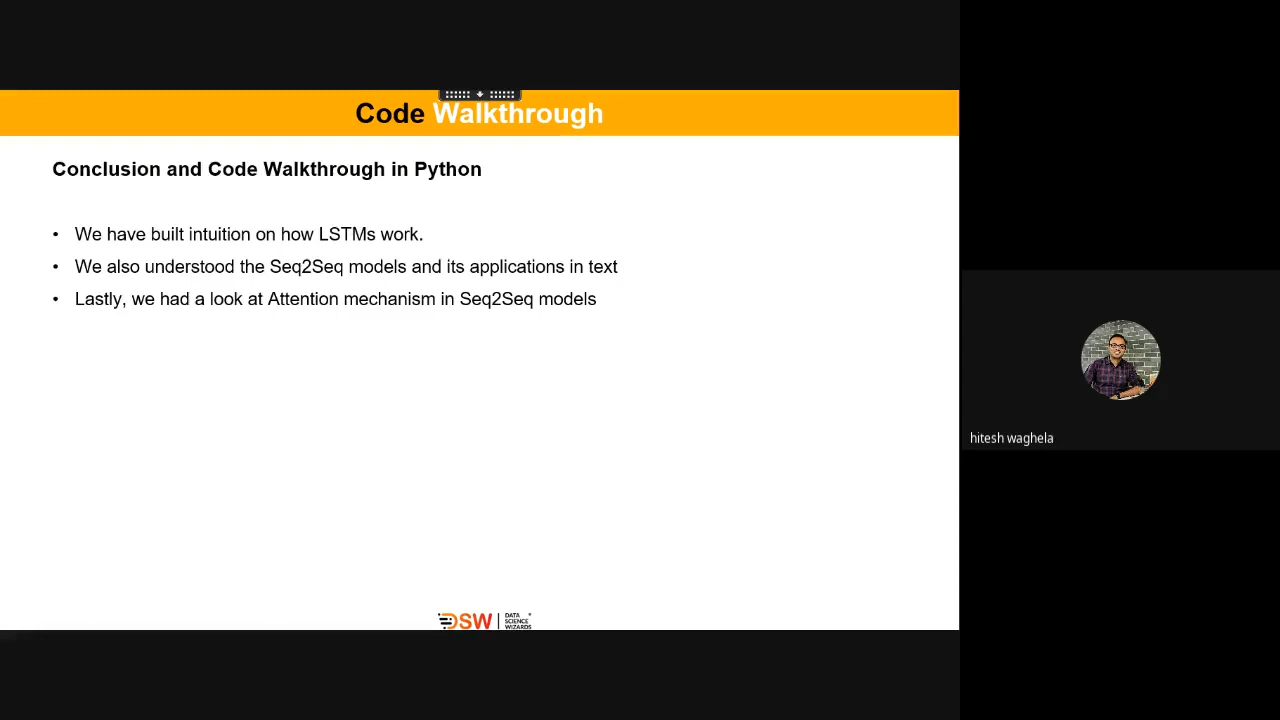 Code Walkthrough
Conclusion and Code Walkthrough in Python
• We have built intuition on how LSTMs work.
• We also understood the Seq2Seq models and its applications in text
• Lastly, we had a look at Attention mechanism in Seq2Seq models
hitesh waghela
DSW | DATA
SCIENCE
WIZARDS